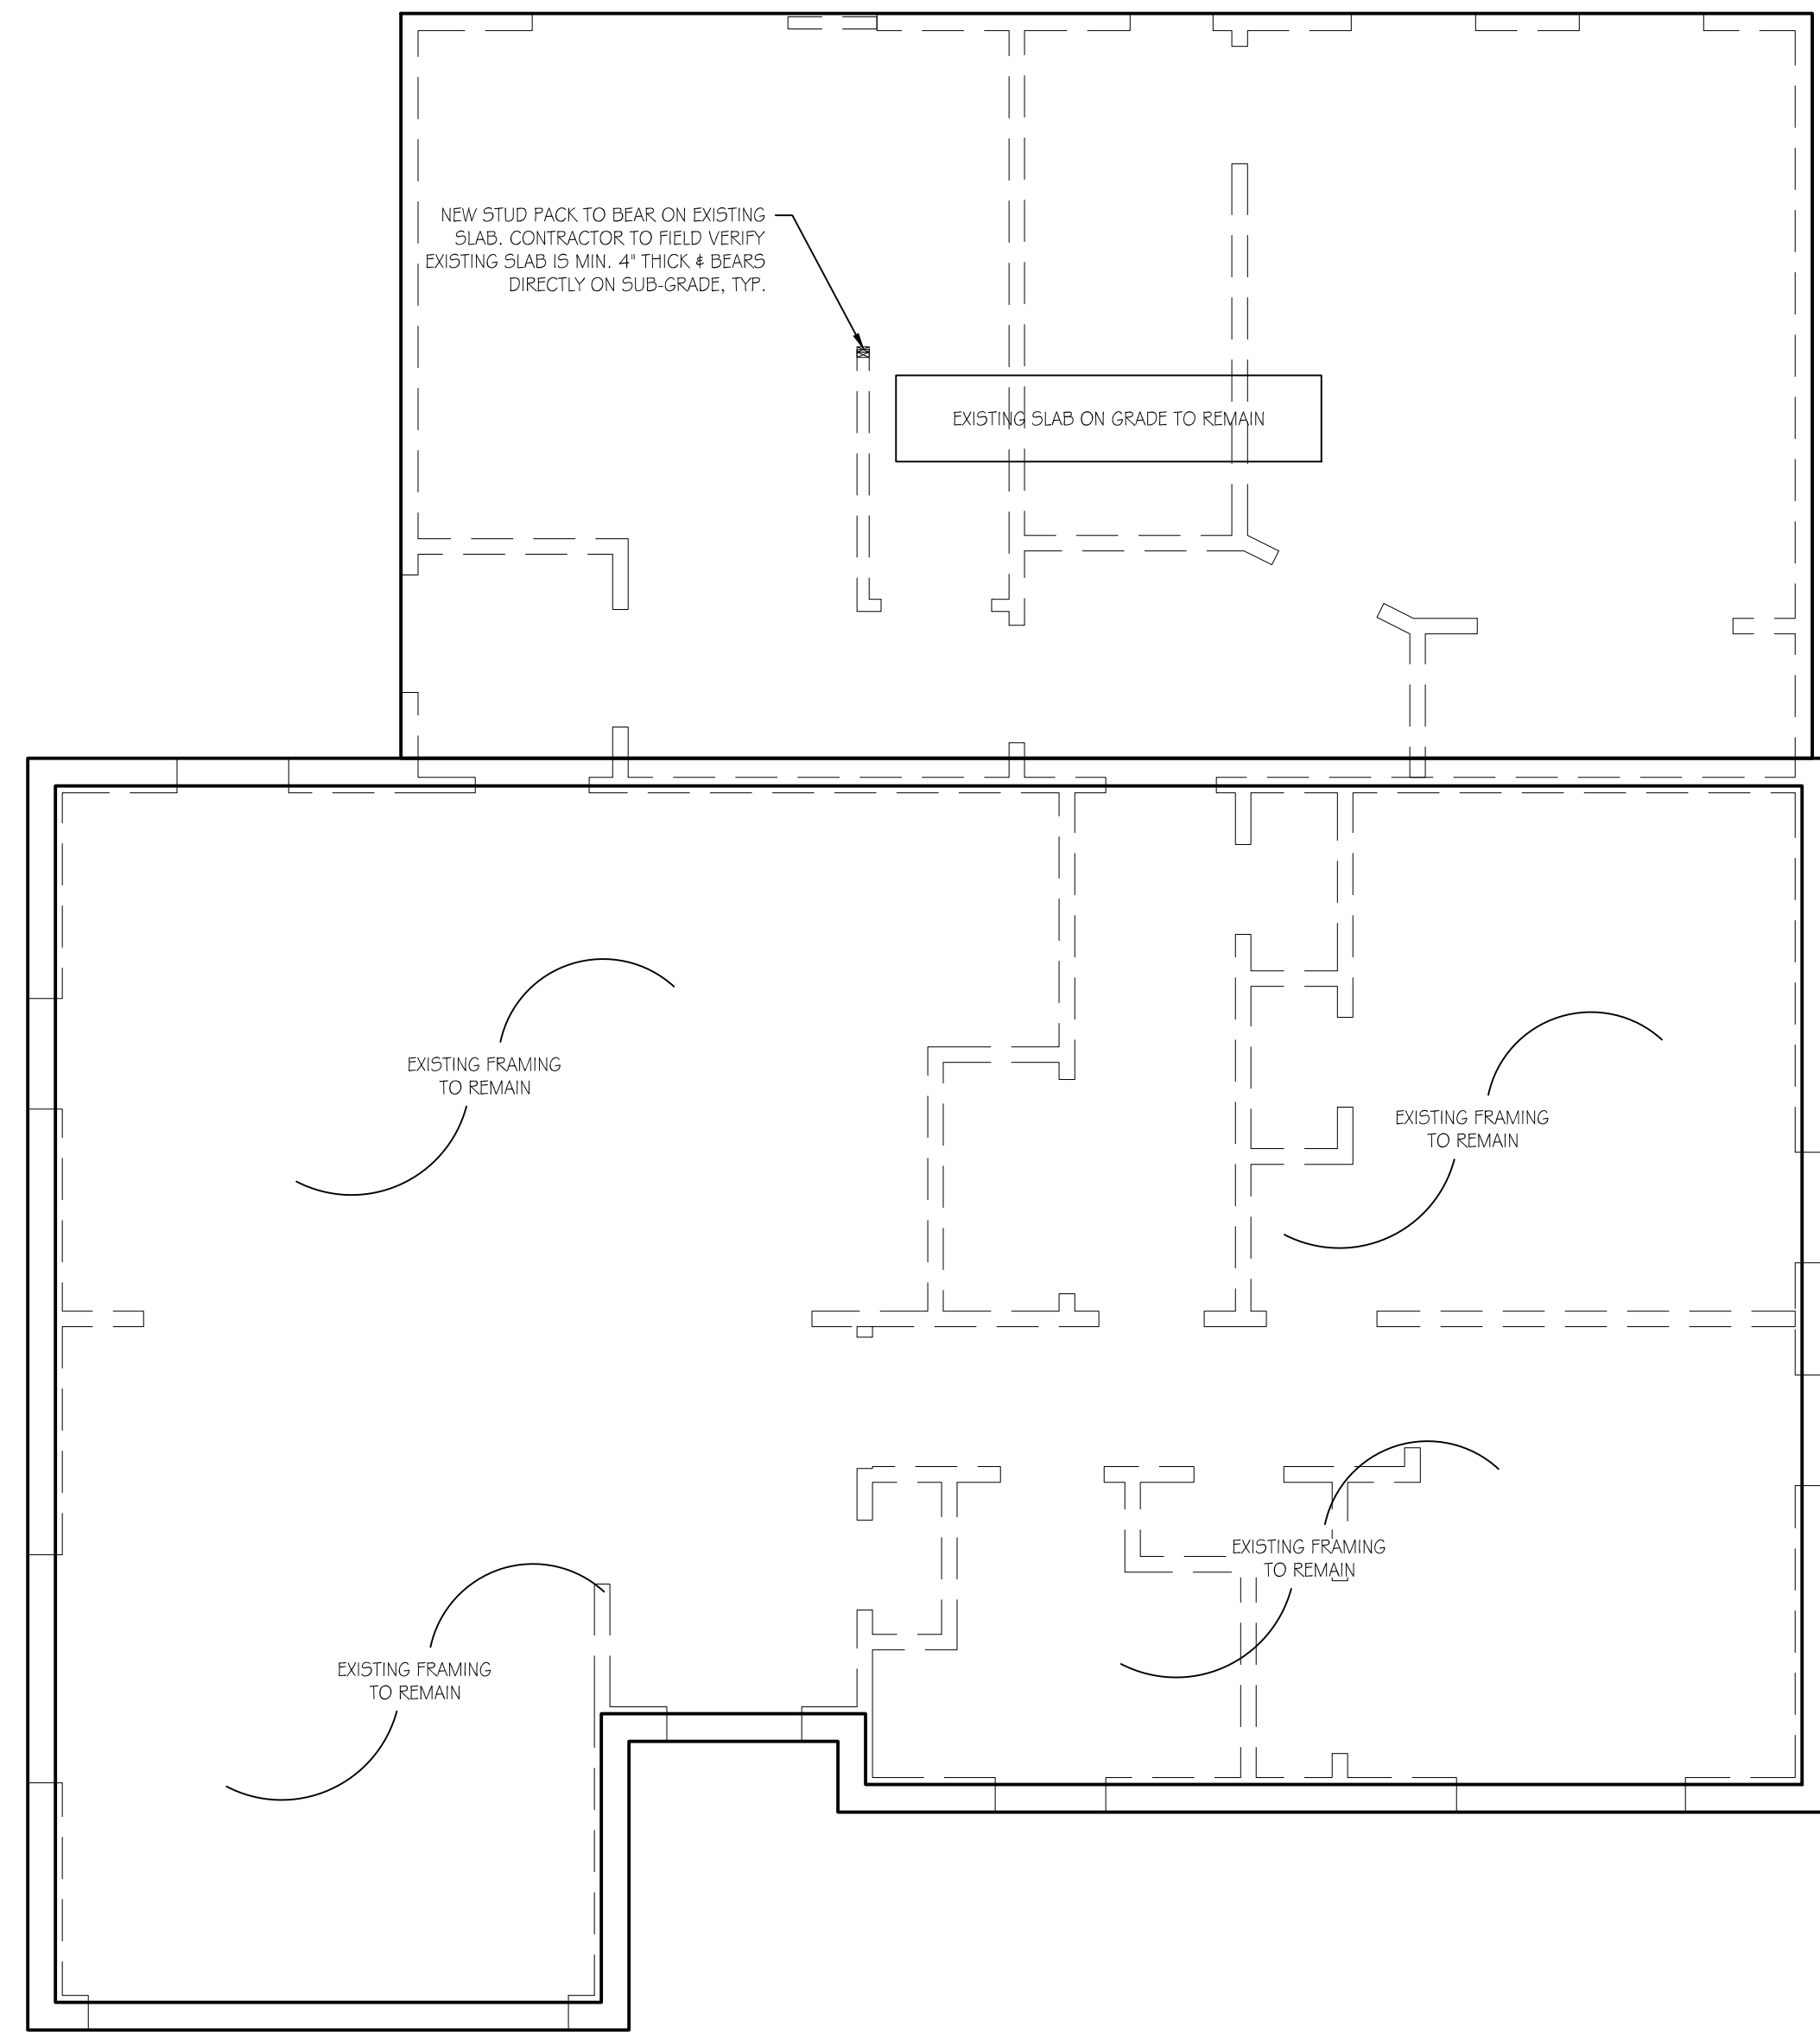 NEW STUD PACK TO BEAR ON EXISTING
SLAB. CONTRACTOR TO FIELD VERIFY
EXISTING SLAB IS MIN. 4" THICK & BEARS
DIRECTLY ON SUB-GRADE, TYP.
EXISTING SLAB ON GRADE TO REMAIN
EXISTING FRAMING
TO REMAIN
EXISTING FRAMING
TO REMAIN
EXISTING FRAMING
TO REMAIN
EXISTING FRAMING
TO REMAIN